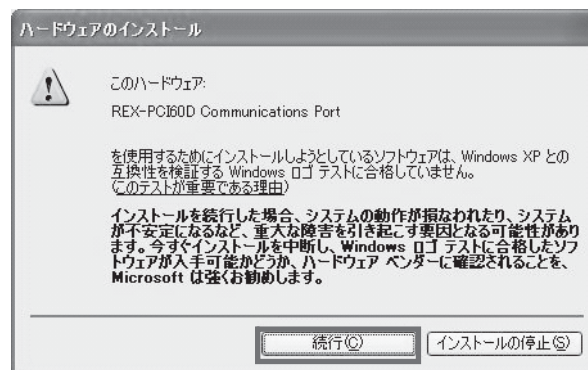 ハードウェアのインストール
このハードウェア:
REX-PCI60D Communications Port
を使用するためにインストールしようとしているソフトウェアは、Windows XP との
互換性を検証する Windows ロゴ テストに合格していません。
(このテストが重要である理由)
インストールを続行した場合、システムの動作が損なわれたり、システム
が不安定になるなど、重大な障害を引き起こす要因となる可能性があり
ます。今すぐインストールを中断し、Windows ロゴ テストに合格したソフ
トウェアが入手可能かどうか、ハードウェア ベンダーに確認されることを、
Microsoft は強くお勧めします。
続行(C)
インストールの停止(S)